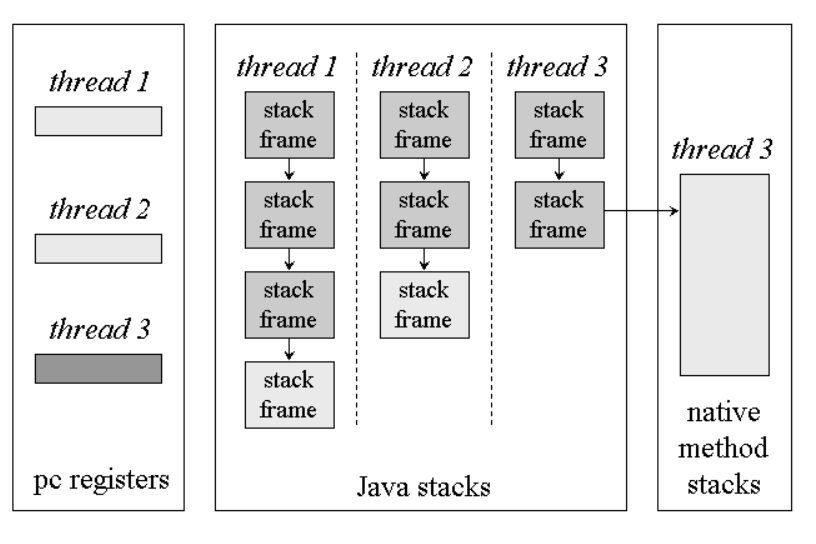 thread 1
thread 2
thread 3
pc registers
thread 1
stack
frame
stack
frame
stack
frame
stack
frame
thread 2
stack
frame
stack
frame
stack
frame
thread 3
stack
frame
stack
frame
Java stacks
thread 3
native
method
stacks